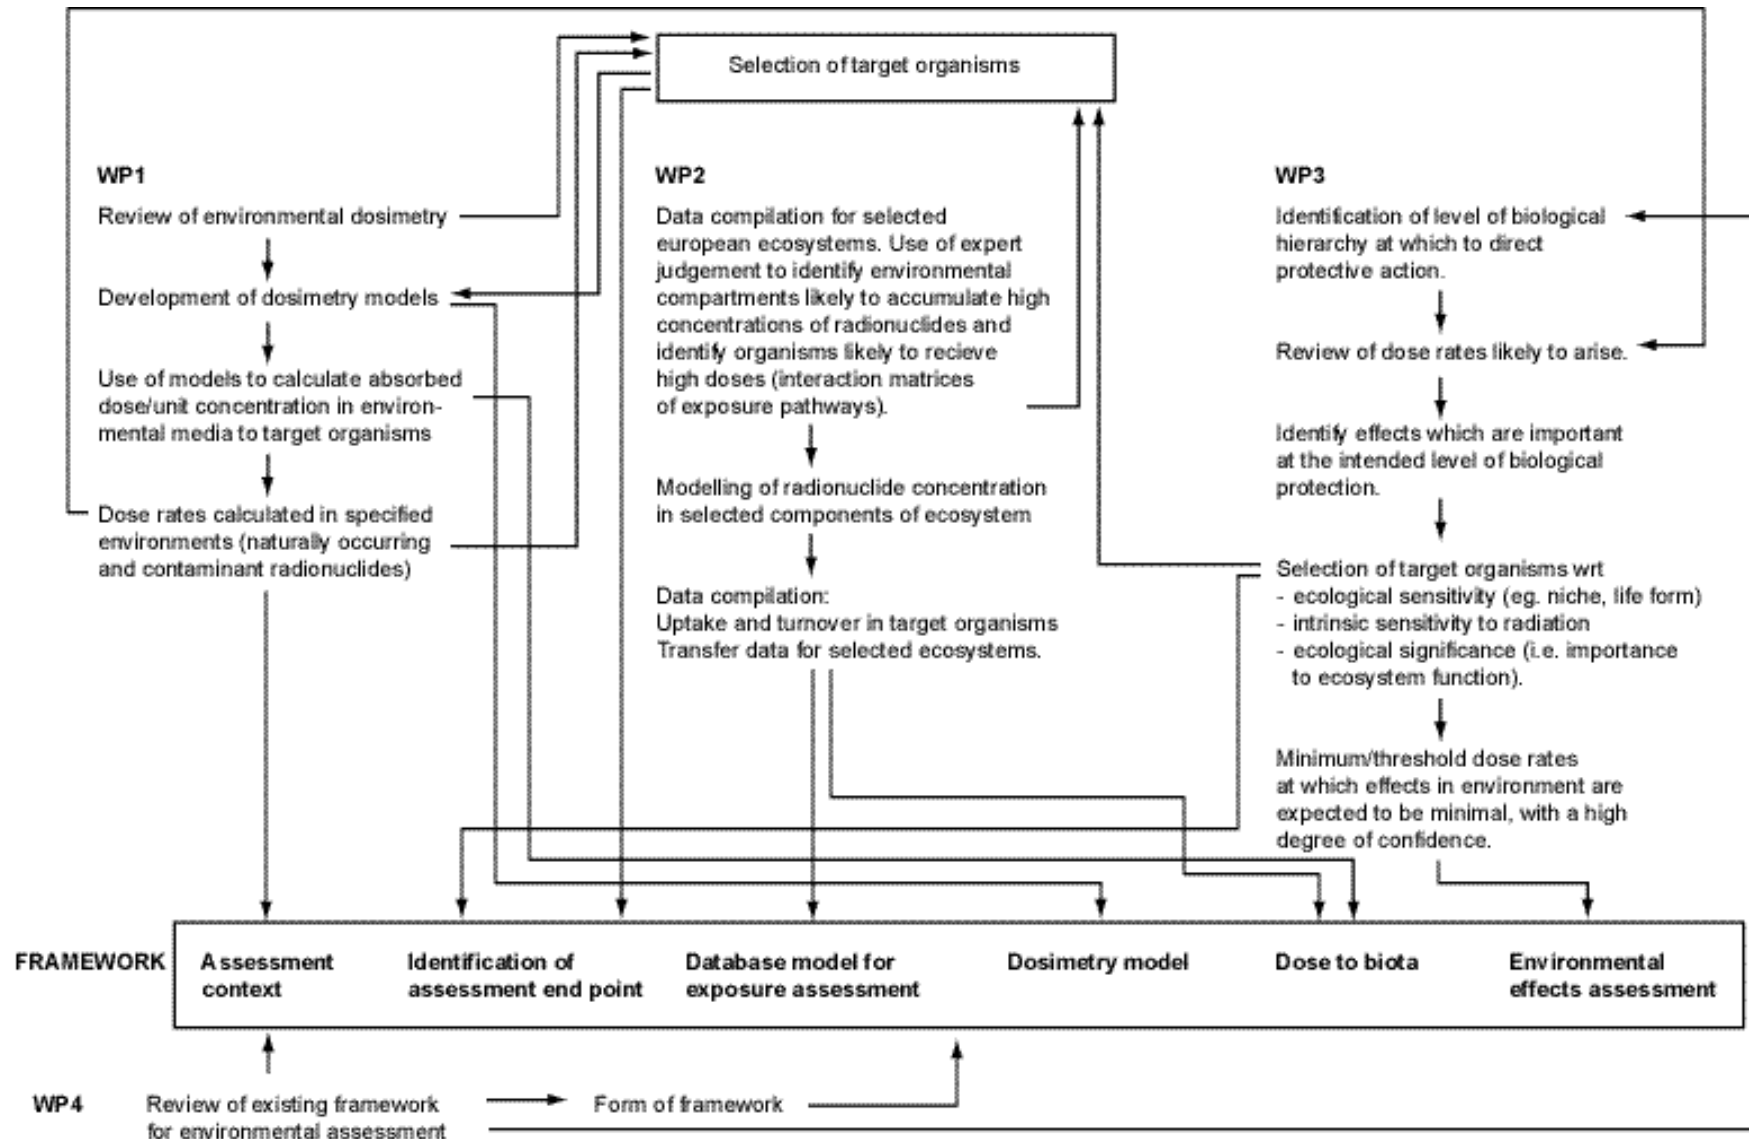 Selection of target organisms
WP1
Review of environmental dosimetry
Development of dosimetry models
Use of models to calculate absorbed
dose/unit concentration in environ-
mental media to target organisms
Dose rates calculated in specified
environments (naturally occurring
and contaminant radionuclides)
WP2
Data compilation for selected
european ecosystems. Use of expert
judgement to identify environmental
compartments likely to accumulate high
concentrations of radionuclides and
identify organisms likely to recieve
high doses (interaction matrices
of exposure pathways).
Modelling of radionuclide concentration
in selected components of ecosystem
Data compilation:
Uptake and turnover in target organisms
Transfer data for selected ecosystems.
WP3
Identification of level of biological
hierarchy at which to direct
protective action.
Review of dose rates likely to arise.
Identify effects which are important
at the intended level of biological
protection.
Selection of target organisms wrt
- ecological sensitivity (eg. niche, life form)
- intrinsic sensitivity to radiation
- ecological significance (i.e. importance
to ecosystem function).
Minimum/threshold dose rates
at which effects in environment are
expected to be minimal, with a high
degree of confidence.
FRAMEWORK
Assessment
context
Identification of
assessment end point
Database model for
exposure assessment
Dosimetry model
Dose to biota
Environmental
effects assessment
WP4
Review of existing framework
for environmental assessment
Form of framework